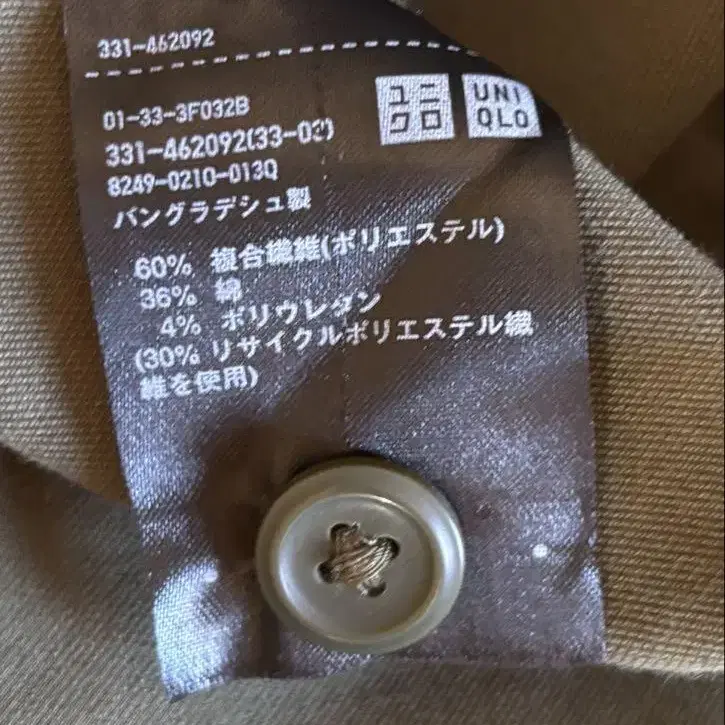 331-462092
ユニ
クロ
UNI
QLO
01-33-3F032B
331-462092(33-03)
8249-0210-013Q
バングラデシュ製
60% 複合繊維(ポリエステル)
36% 綿
4% ポリウレタン
(30% リサイクルポリエステル繊
維を使用)